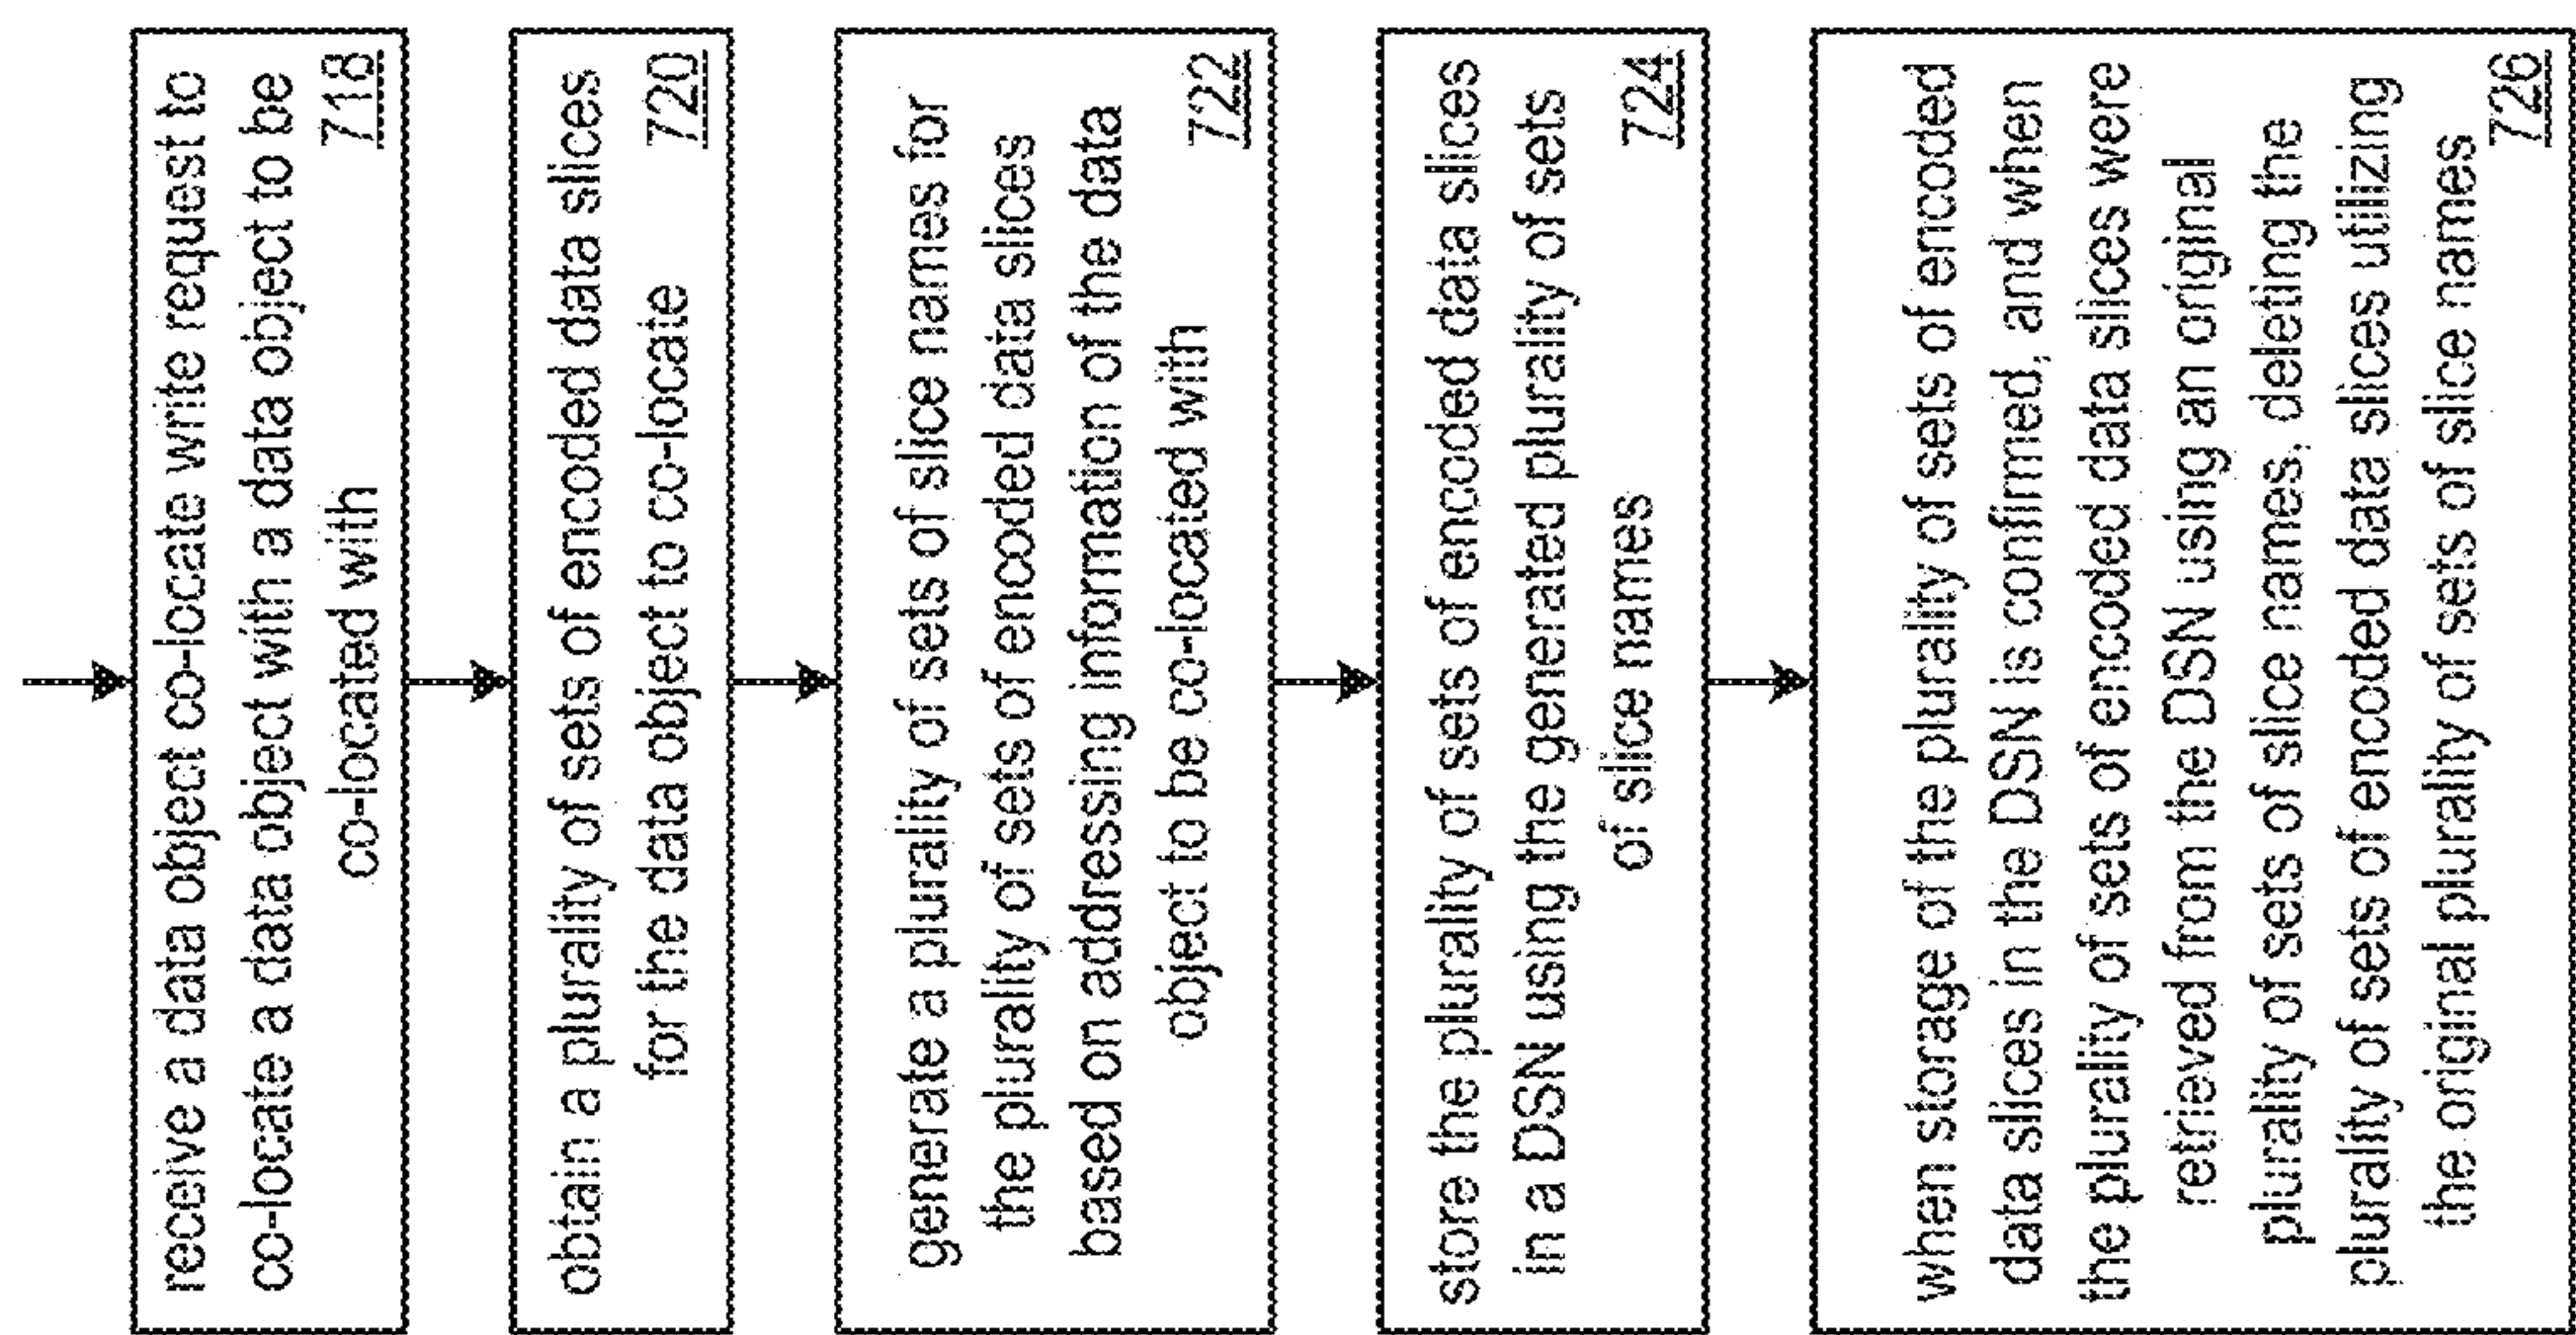 receive a data object co-locate write request to
co-locate a data object with a data object to be
co-located with
718
obtain a plurality of sets of encoded data slices
for the data object to co-locate
720
generate a plurality of sets of slice names for
the plurality of sets of encoded data slices
based on addressing information of the data
object to be co-located with
722
store the plurality of sets of encoded data slices
in a DSN using the generated plurality of sets
of slice names
724
when storage of the plurality of sets of encoded
data slices in the DSN is confirmed, and when
the plurality of sets of encoded data slices were
retrieved from the DSN using an original
plurality of sets of slice names, deleting the
plurality of sets of encoded data slices utilizing
the original plurality of sets of slice names
726